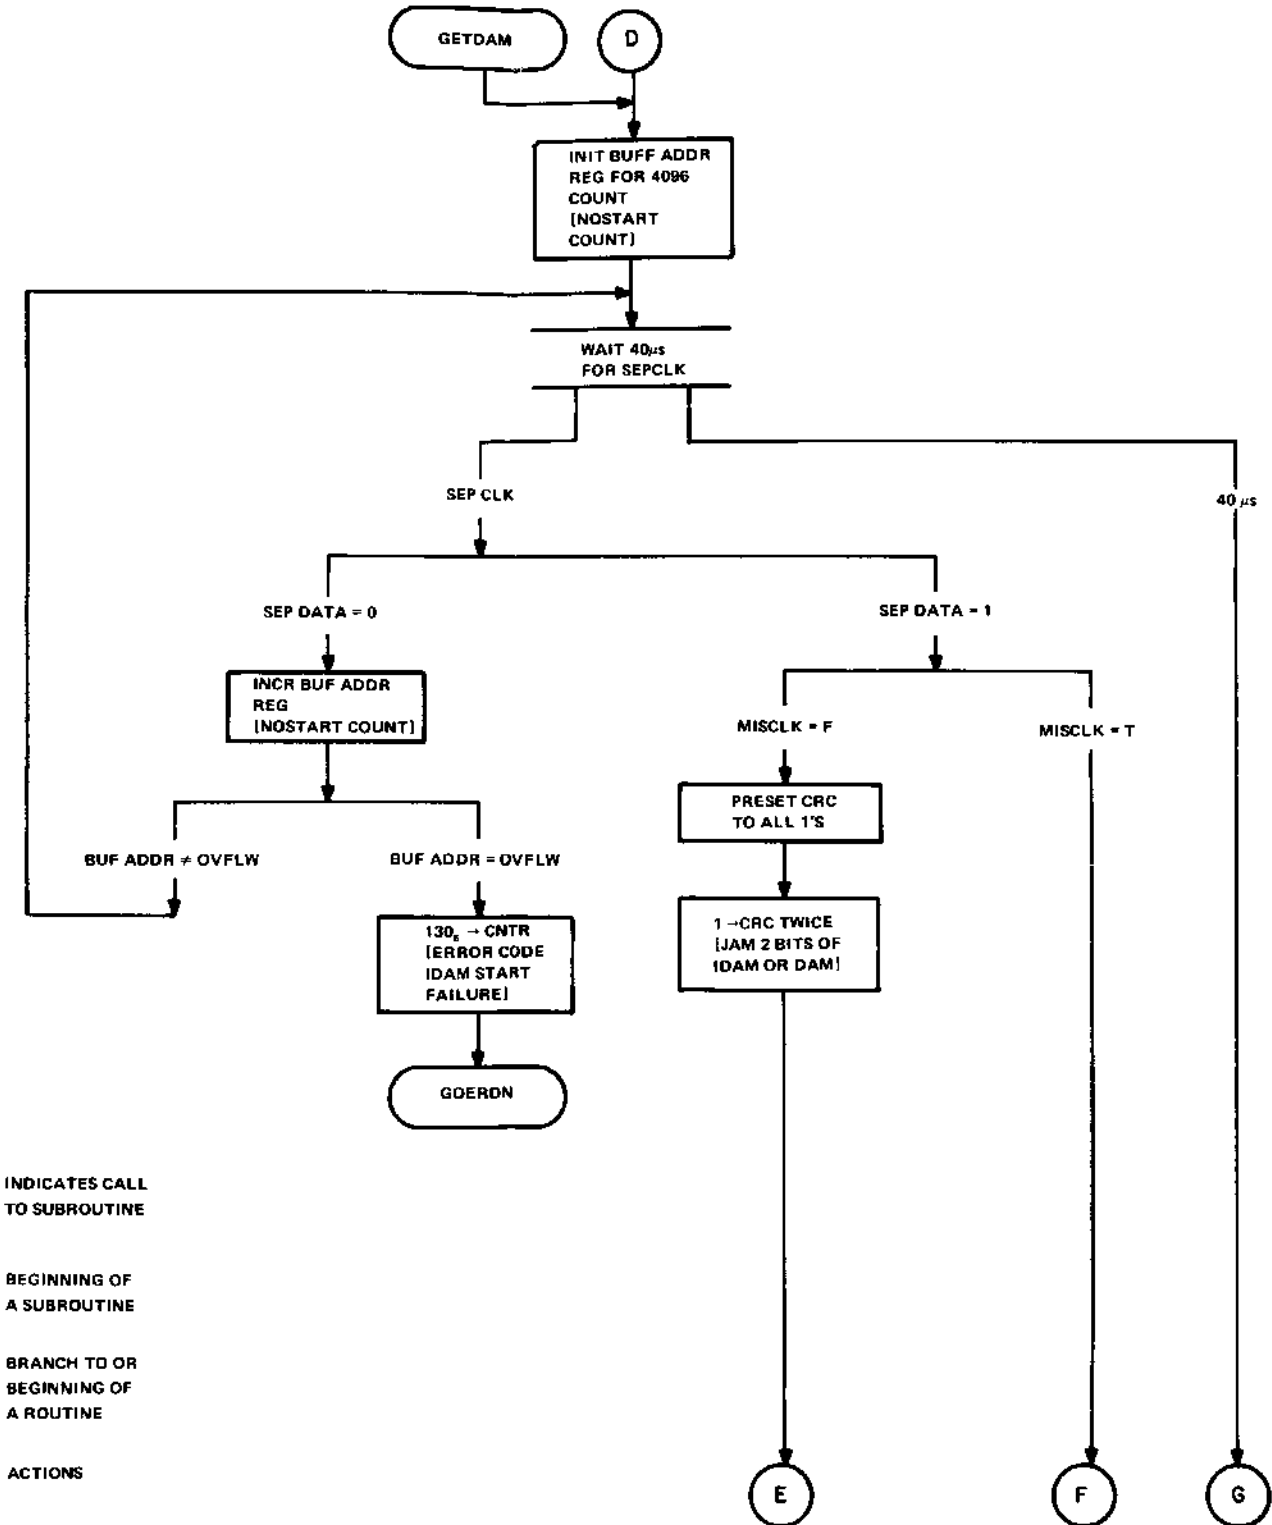 GETDAM
D
INIT BUFF ADDR
REG FOR 4096
COUNT
[NOSTART
COUNT]
WAIT 40μs
FOR SEPCLK
SEP CLK
40 μs
SEP DATA = 0
SEP DATA = 1
INCR BUF ADDR
REG
[NOSTART COUNT]
MISCLK = F
MISCLK = T
PRESET CRC
TO ALL 1'S
BUF ADDR ≠ OVFLW
BUF ADDR = OVFLW
130₈ → CNTR
[ERROR CODE
IDAM START
FAILURE]
1 →CRC TWICE
[JAM 2 BITS OF
IDAM OR DAM]
GOERDN
INDICATES CALL
TO SUBROUTINE
BEGINNING OF
A SUBROUTINE
BRANCH TO OR
BEGINNING OF
A ROUTINE
ACTIONS
E
F
G